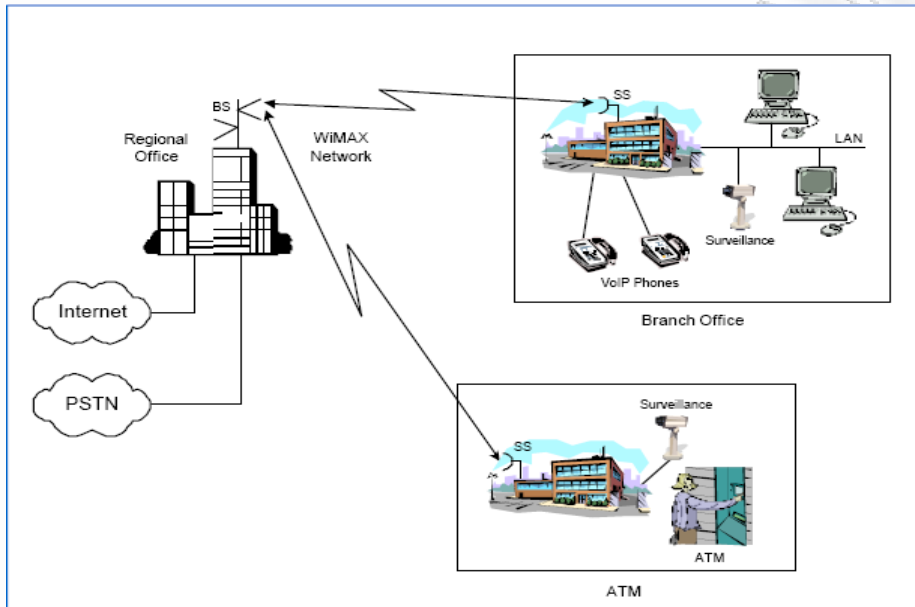 BS
Regional
Office
WiMAX
Network
Internet
PSTN
SS
LAN
Surveillance
VoIP Phones
Branch Office
Surveillance
SS
ATM
ATM